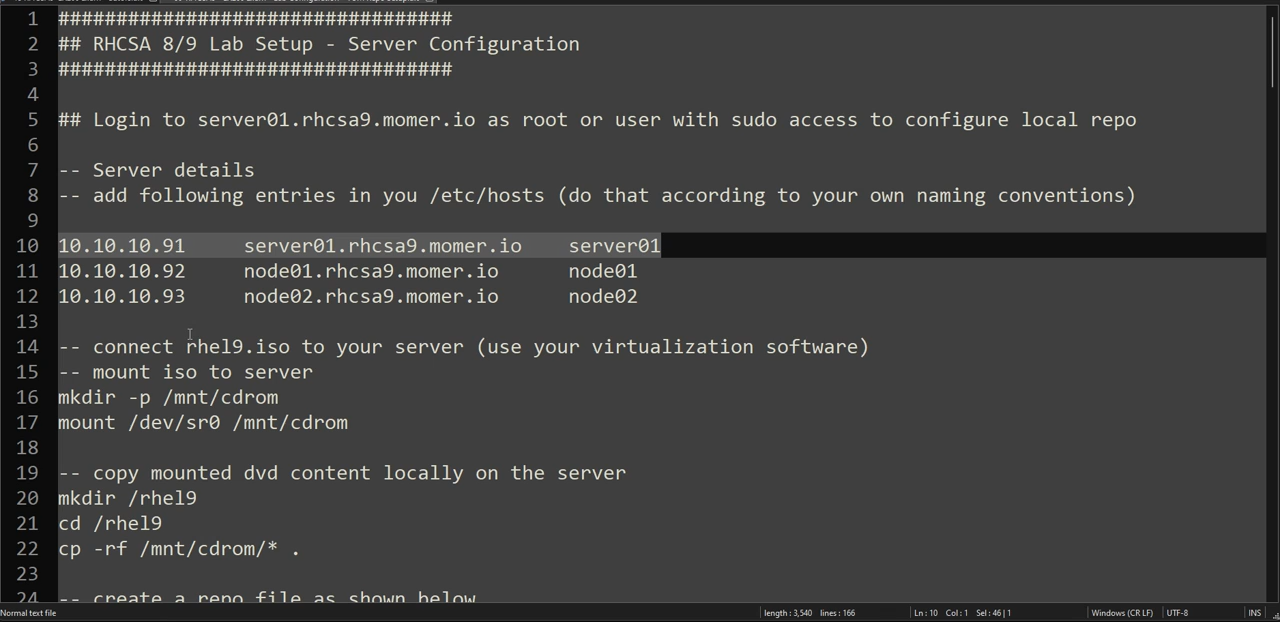 1 ##################################
2 ## RHCSA 8/9 Lab Setup - Server Configuration
3 ##################################
4
5 ## Login to server01.rhcsa9.momer.io as root or user with sudo access to configure local repo
6
7 -- Server details
8 -- add following entries in you /etc/hosts (do that according to your own naming conventions)
9
10 10.10.10.91     server01.rhcsa9.momer.io    server01
11 10.10.10.92     node01.rhcsa9.momer.io      node01
12 10.10.10.93     node02.rhcsa9.momer.io      node02
13
14 -- connect rhel9.iso to your server (use your virtualization software)
15 -- mount iso to server
16 mkdir -p /mnt/cdrom
17 mount /dev/sr0 /mnt/cdrom
18
19 -- copy mounted dvd content locally on the server
20 mkdir /rhel9
21 cd /rhel9
22 cp -rf /mnt/cdrom/* .
23
24 -- create a repo file as shown below
Normal text file length : 3,540 lines : 166 Ln : 10 Col : 1 Sel : 46 | 1 Windows (CR LF) UTF-8 INS